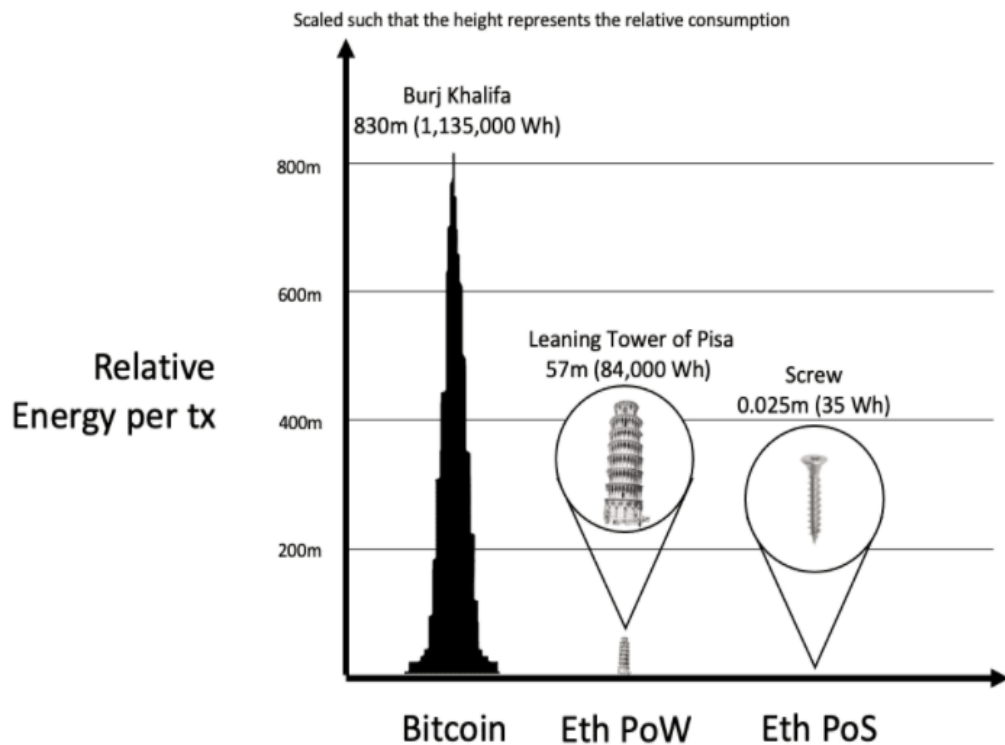 Scaled such that the height represents the relative consumption
Burj Khalifa
830m (1,135,000 Wh)
800m
600m
Leaning Tower of Pisa
57m (84,000 Wh)
Screw
0.025m (35 Wh)
Relative
Energy per tx
400m
200m
Bitcoin
Eth PoW
Eth PoS